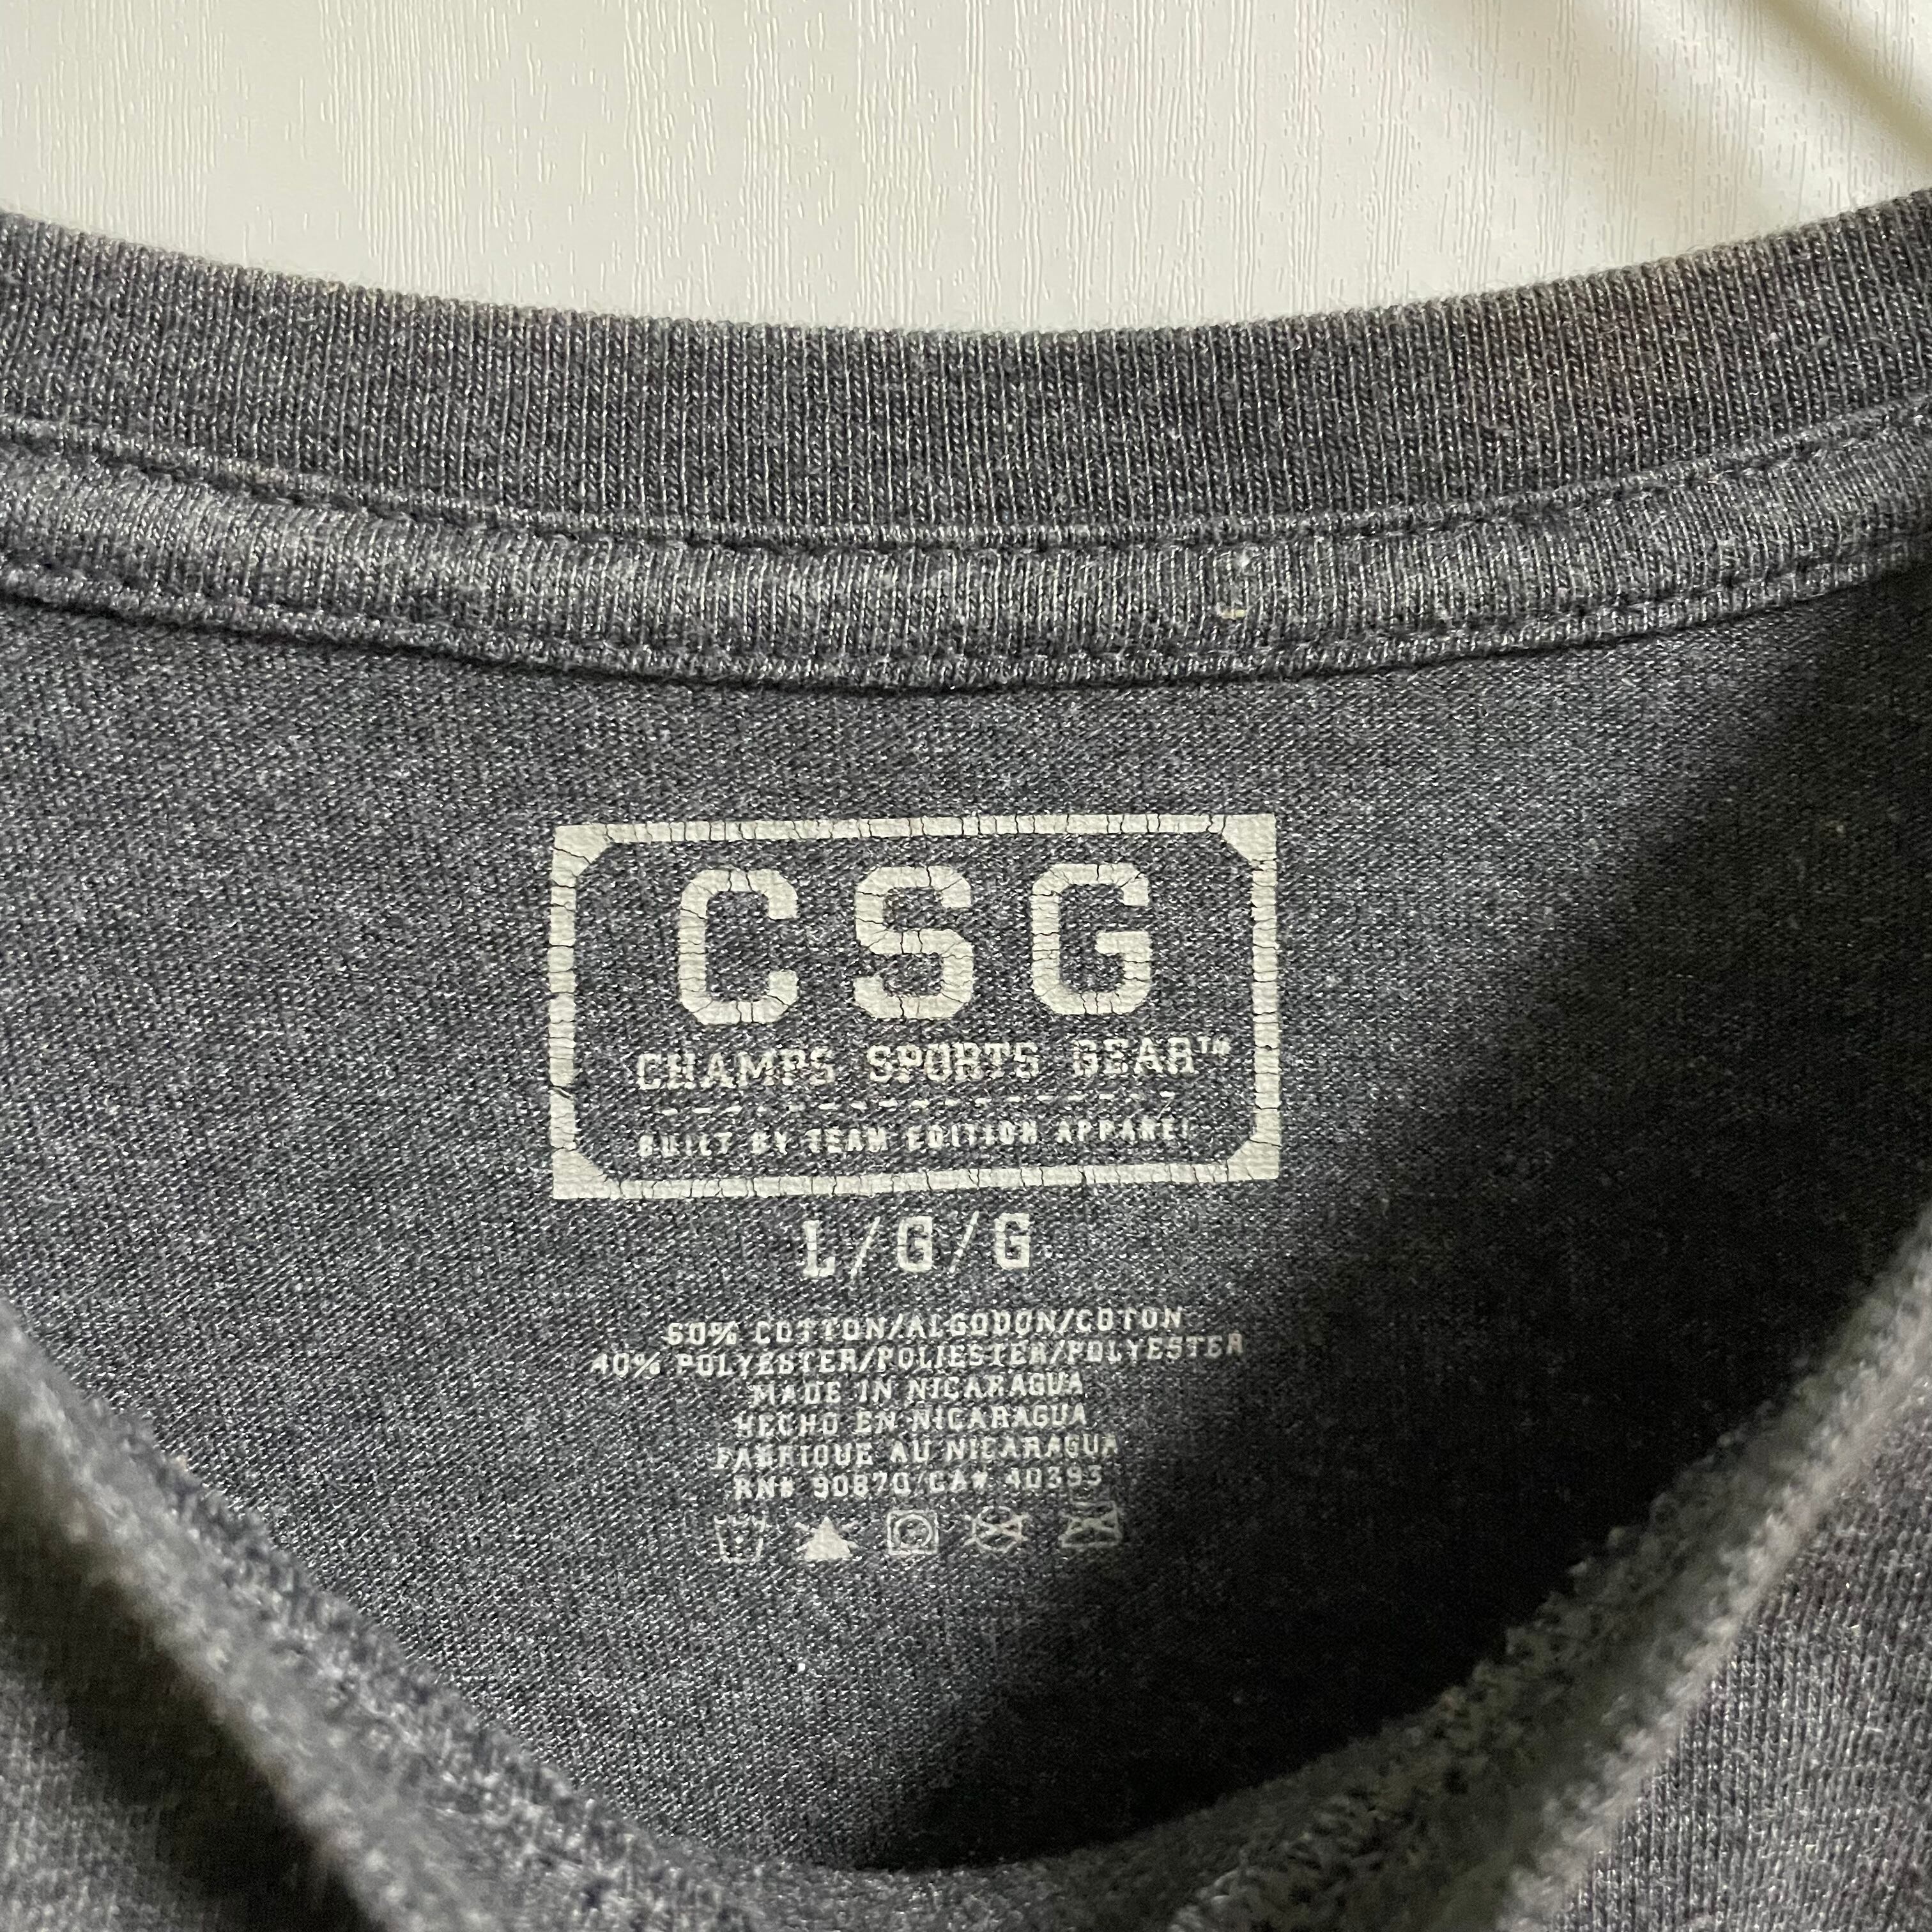 CSG
CHAMPS SPORTS GEAR™
BUILT BY TEAM EDITION APPAREL
L/G/G
60% COTTON/ALGODON/COTON
40% POLYESTER/POLIESTER/POLYESTER
MADE IN NICARAGUA
HECHO EN NICARAGUA
FABRIQUE AU NICARAGUA
RN# 90870/CA# 40393